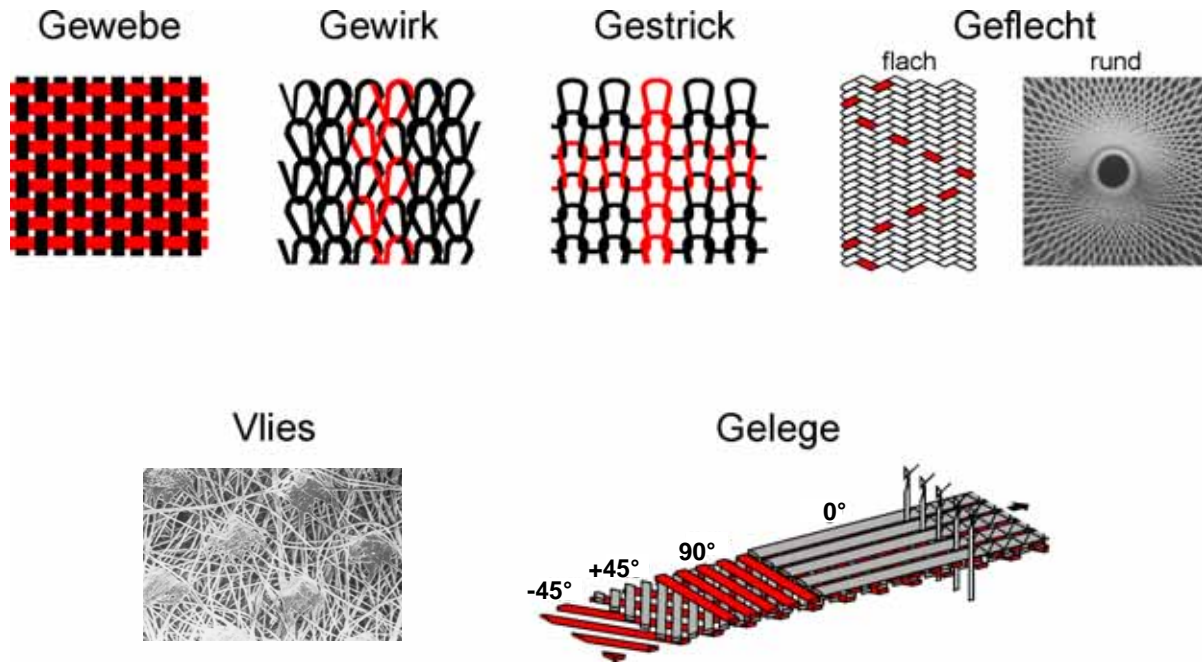 Gewebe
Gewirk
Gestrick
Geflecht
flach
rund
Vlies
Gelege
0°
90°
+45°
-45°